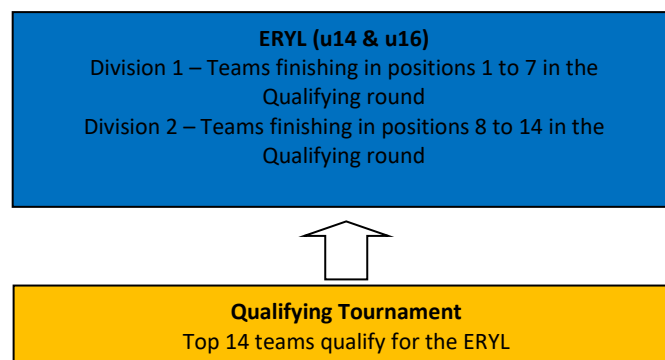 ERYL (u14 & u16)
Division 1 – Teams finishing in positions 1 to 7 in the
Qualifying round
Division 2 – Teams finishing in positions 8 to 14 in the
Qualifying round
Qualifying Tournament
Top 14 teams qualify for the ERYL